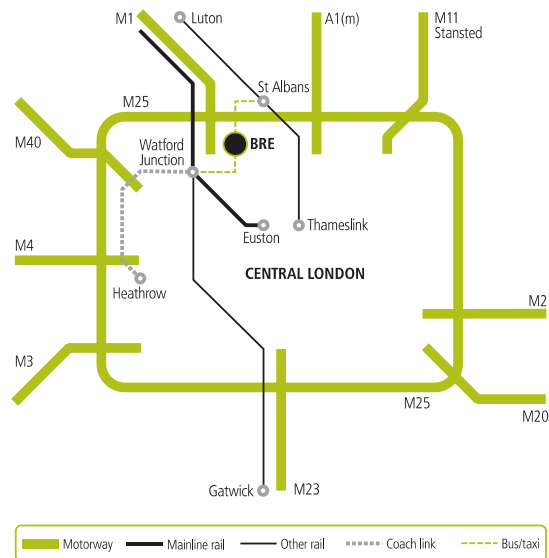 M1
Luton
A1(m)
M11
Stansted
St Albans
M25
M40
Watford
Junction
BRE
Euston
Thameslink
M4
CENTRAL LONDON
Heathrow
M2
M3
M25
M20
Gatwick
M23
Motorway
Mainline rail
Other rail
Coach link
Bus/taxi